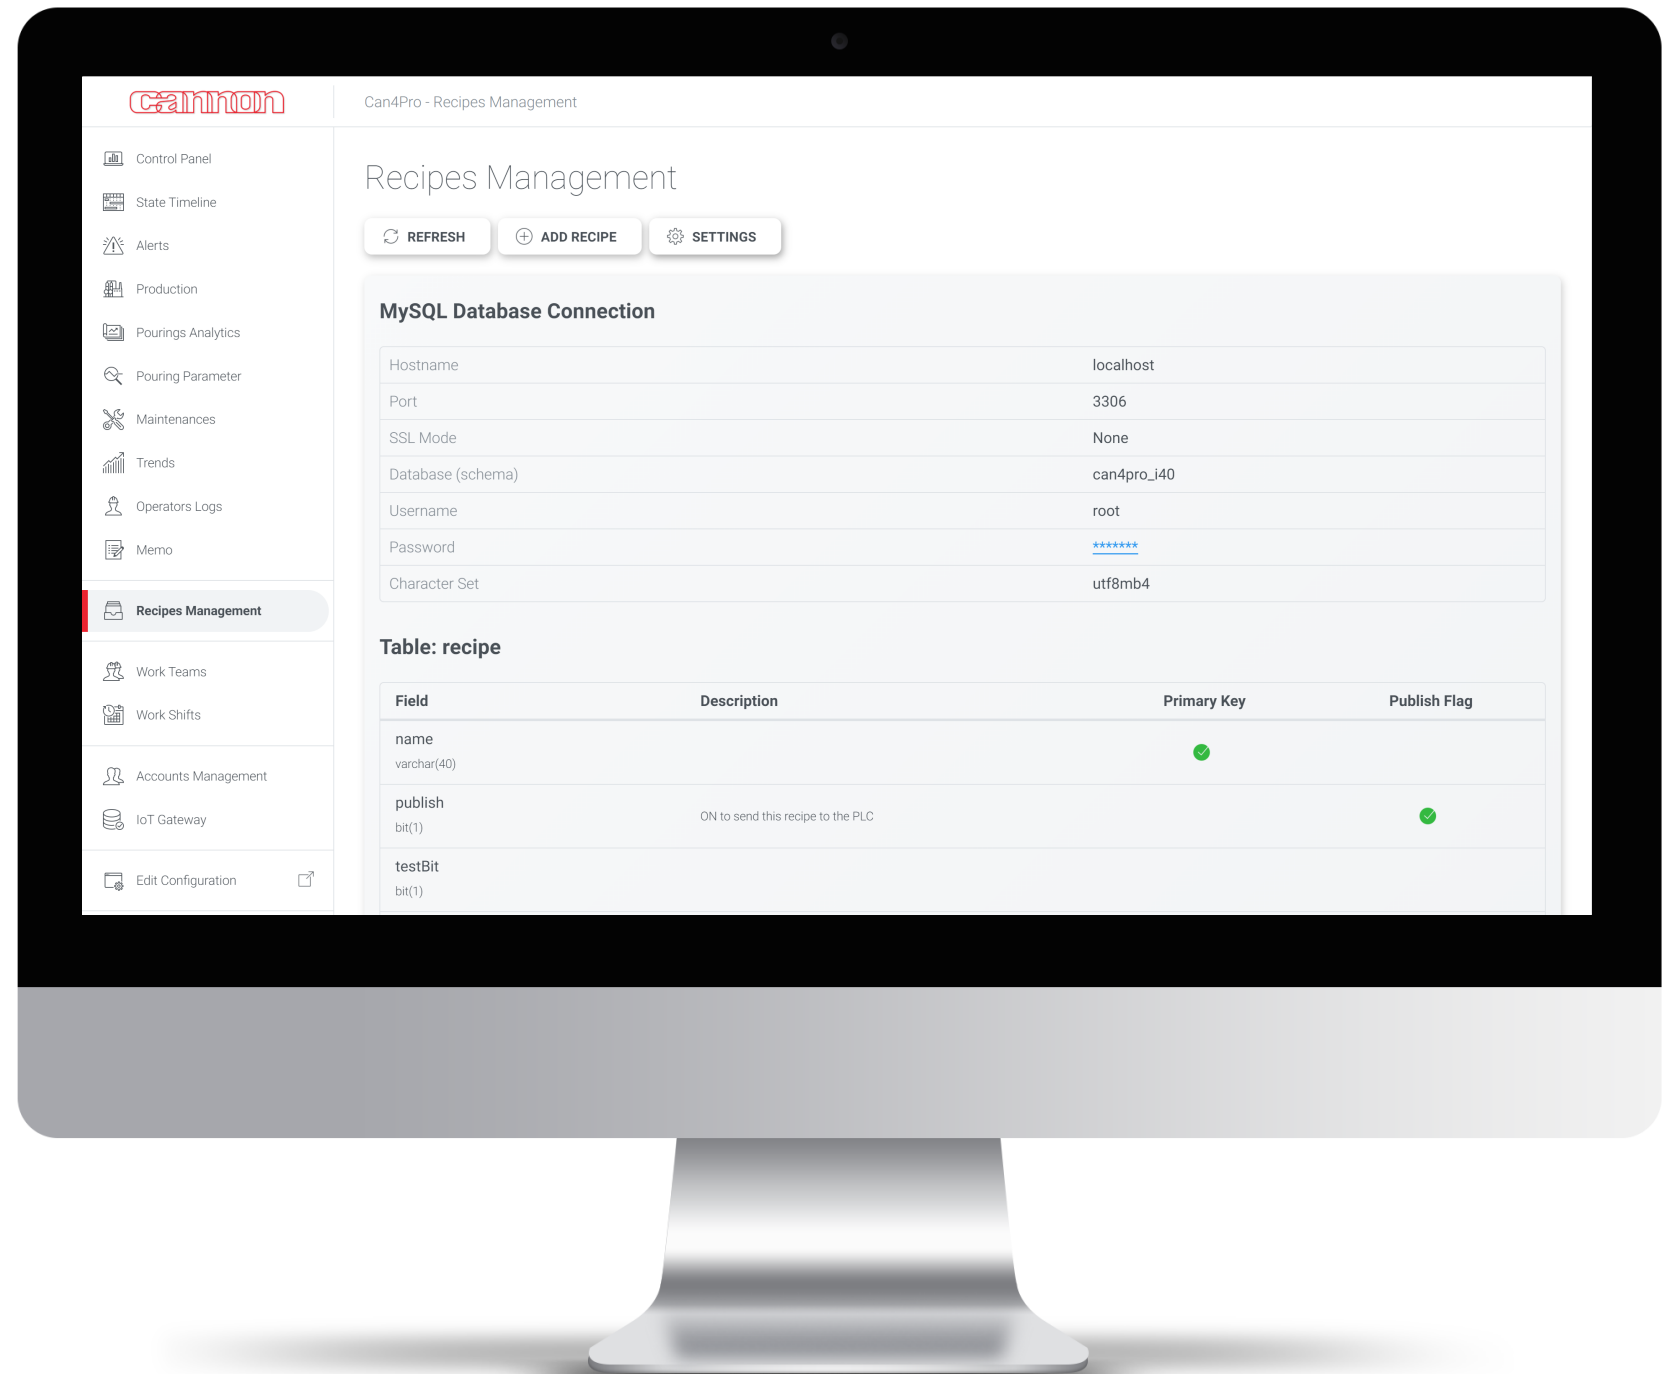 cannon
Can4Pro - Recipes Management
Control Panel
State Timeline
Alerts
Production
Pourings Analytics
Pouring Parameter
Maintenances
Trends
Operators Logs
Memo
Recipes Management
Work Teams
Work Shifts
Accounts Management
IoT Gateway
Edit Configuration
Recipes Management
REFRESH ADD RECIPE SETTINGS
MySQL Database Connection
Hostname localhost
Port 3306
SSL Mode None
Database (schema) can4pro_i40
Username root
Password *******
Character Set utf8mb4
Table: recipe
Field Description Primary Key Publish Flag
name
varchar(40)
publish
bit(1) ON to send this recipe to the PLC
testBit
bit(1)